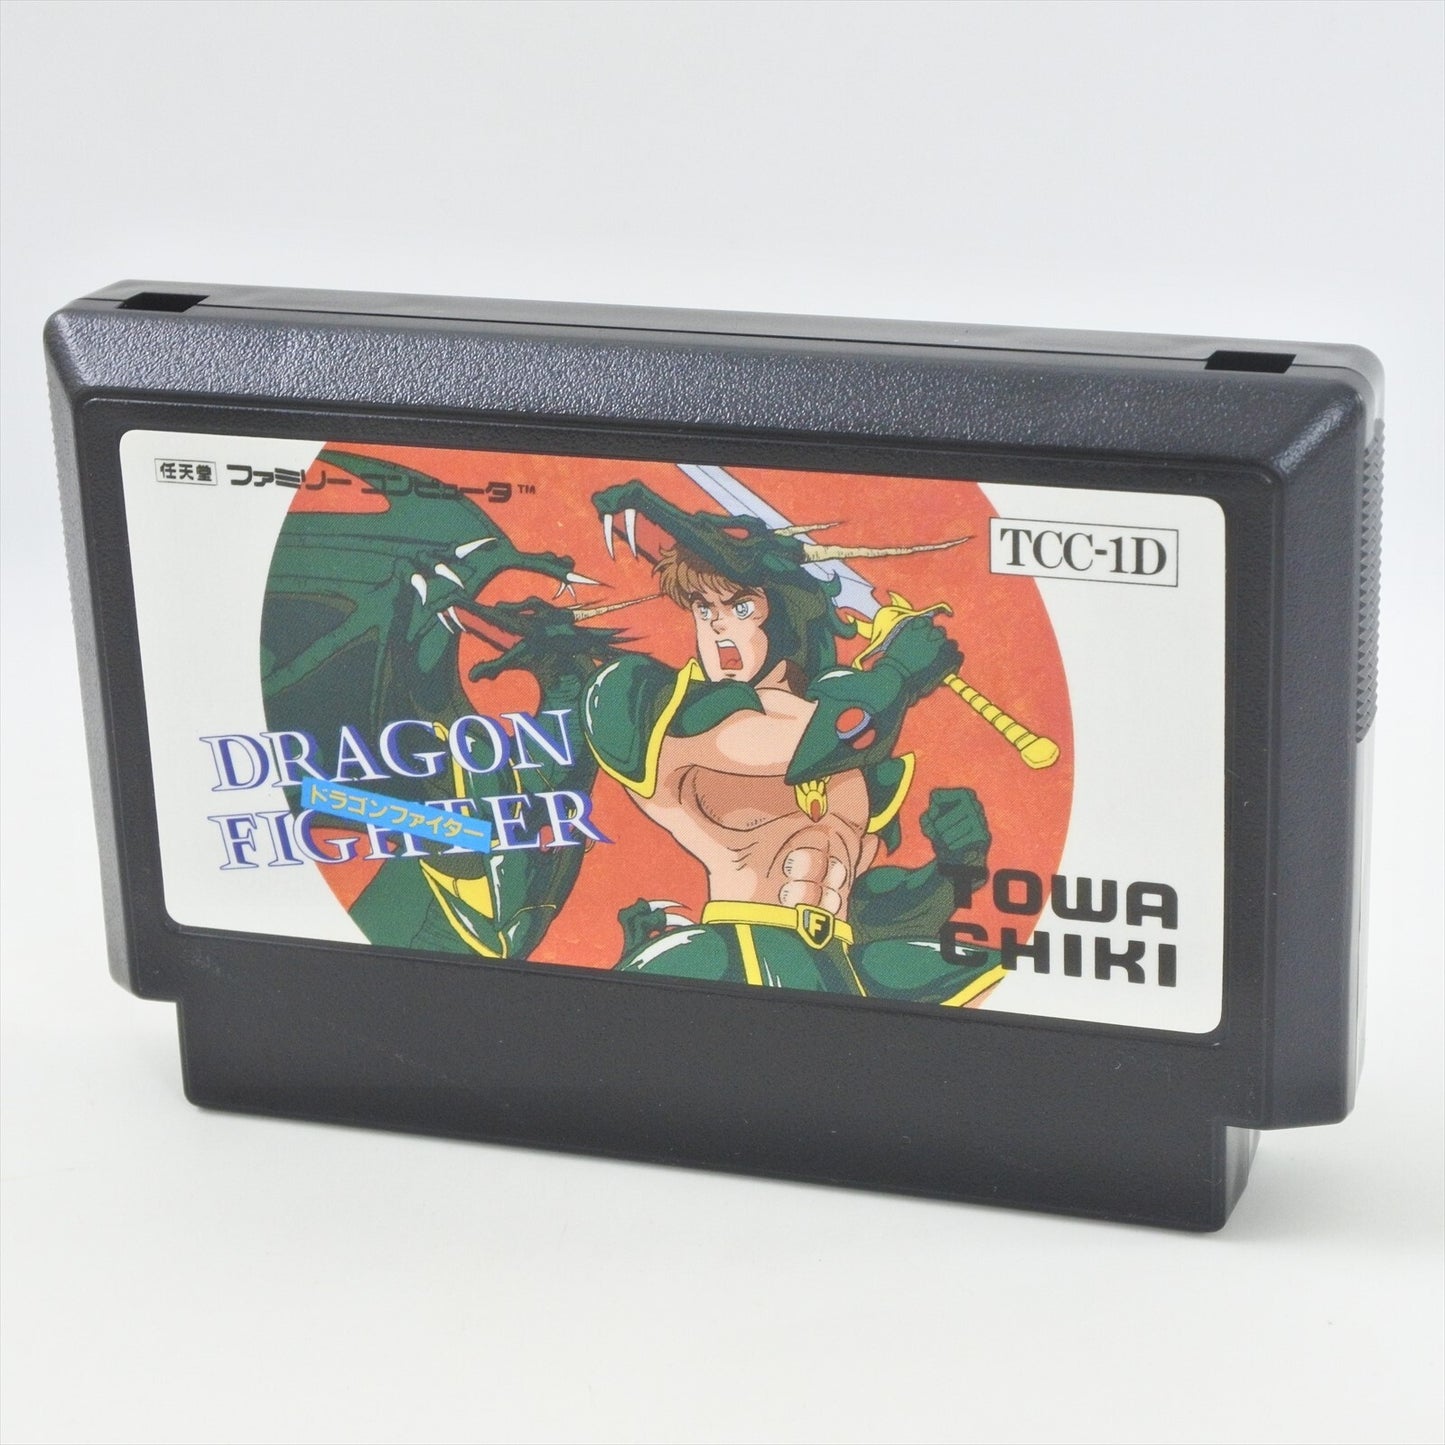 任天堂 ファミリー コンピュータ™
TCC-1D
DRAGON
FIGHTER
ドラゴンファイター
F
TOWA
CHIKI